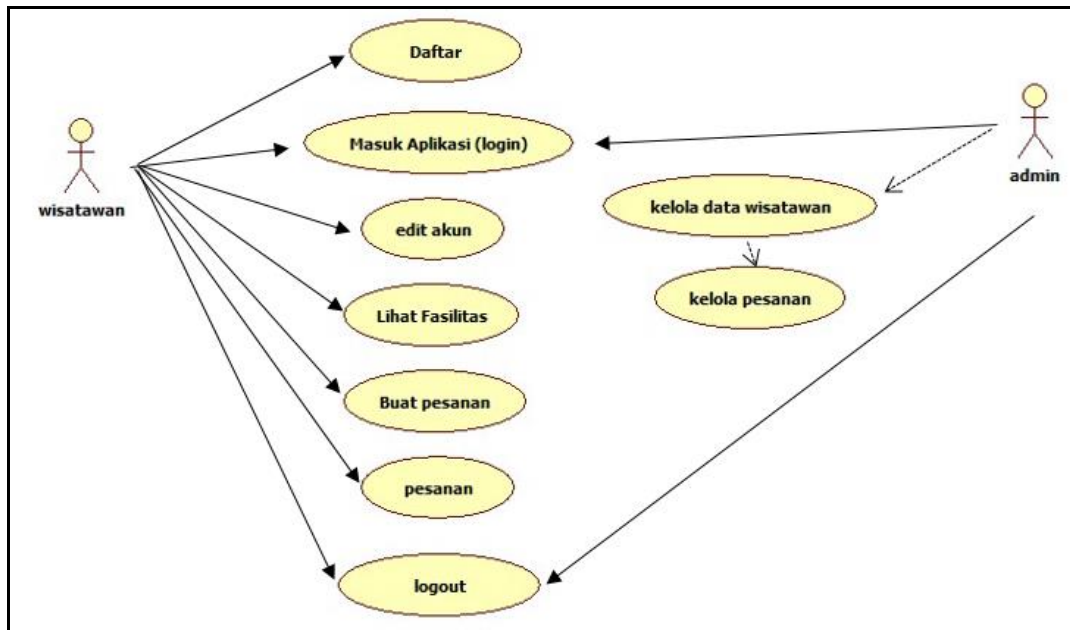 Daftar
Masuk Aplikasi (login)
wisatawan
admin
kelola data wisatawan
edit akun
kelola pesanan
Lihat Fasilitas
Buat pesanan
pesanan
logout